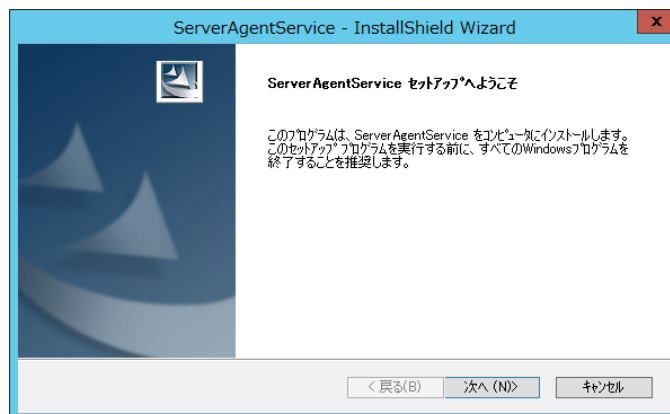 ServerAgentService - InstallShield Wizard
x
ServerAgentService ｾｯﾄｱｯﾌﾟへようこそ
このﾌﾟﾛｸﾞﾗﾑは、ServerAgentService をｺﾝﾋﾟｭｰﾀにｲﾝｽﾄｰﾙします。
このｾｯﾄｱｯﾌﾟ ﾌﾟﾛｸﾞﾗﾑを実行する前に、すべてのWindowsﾌﾟﾛｸﾞﾗﾑを
終了することを推奨します。
< 戻る(B) 次へ (N)> ｷｬﾝｾﾙ